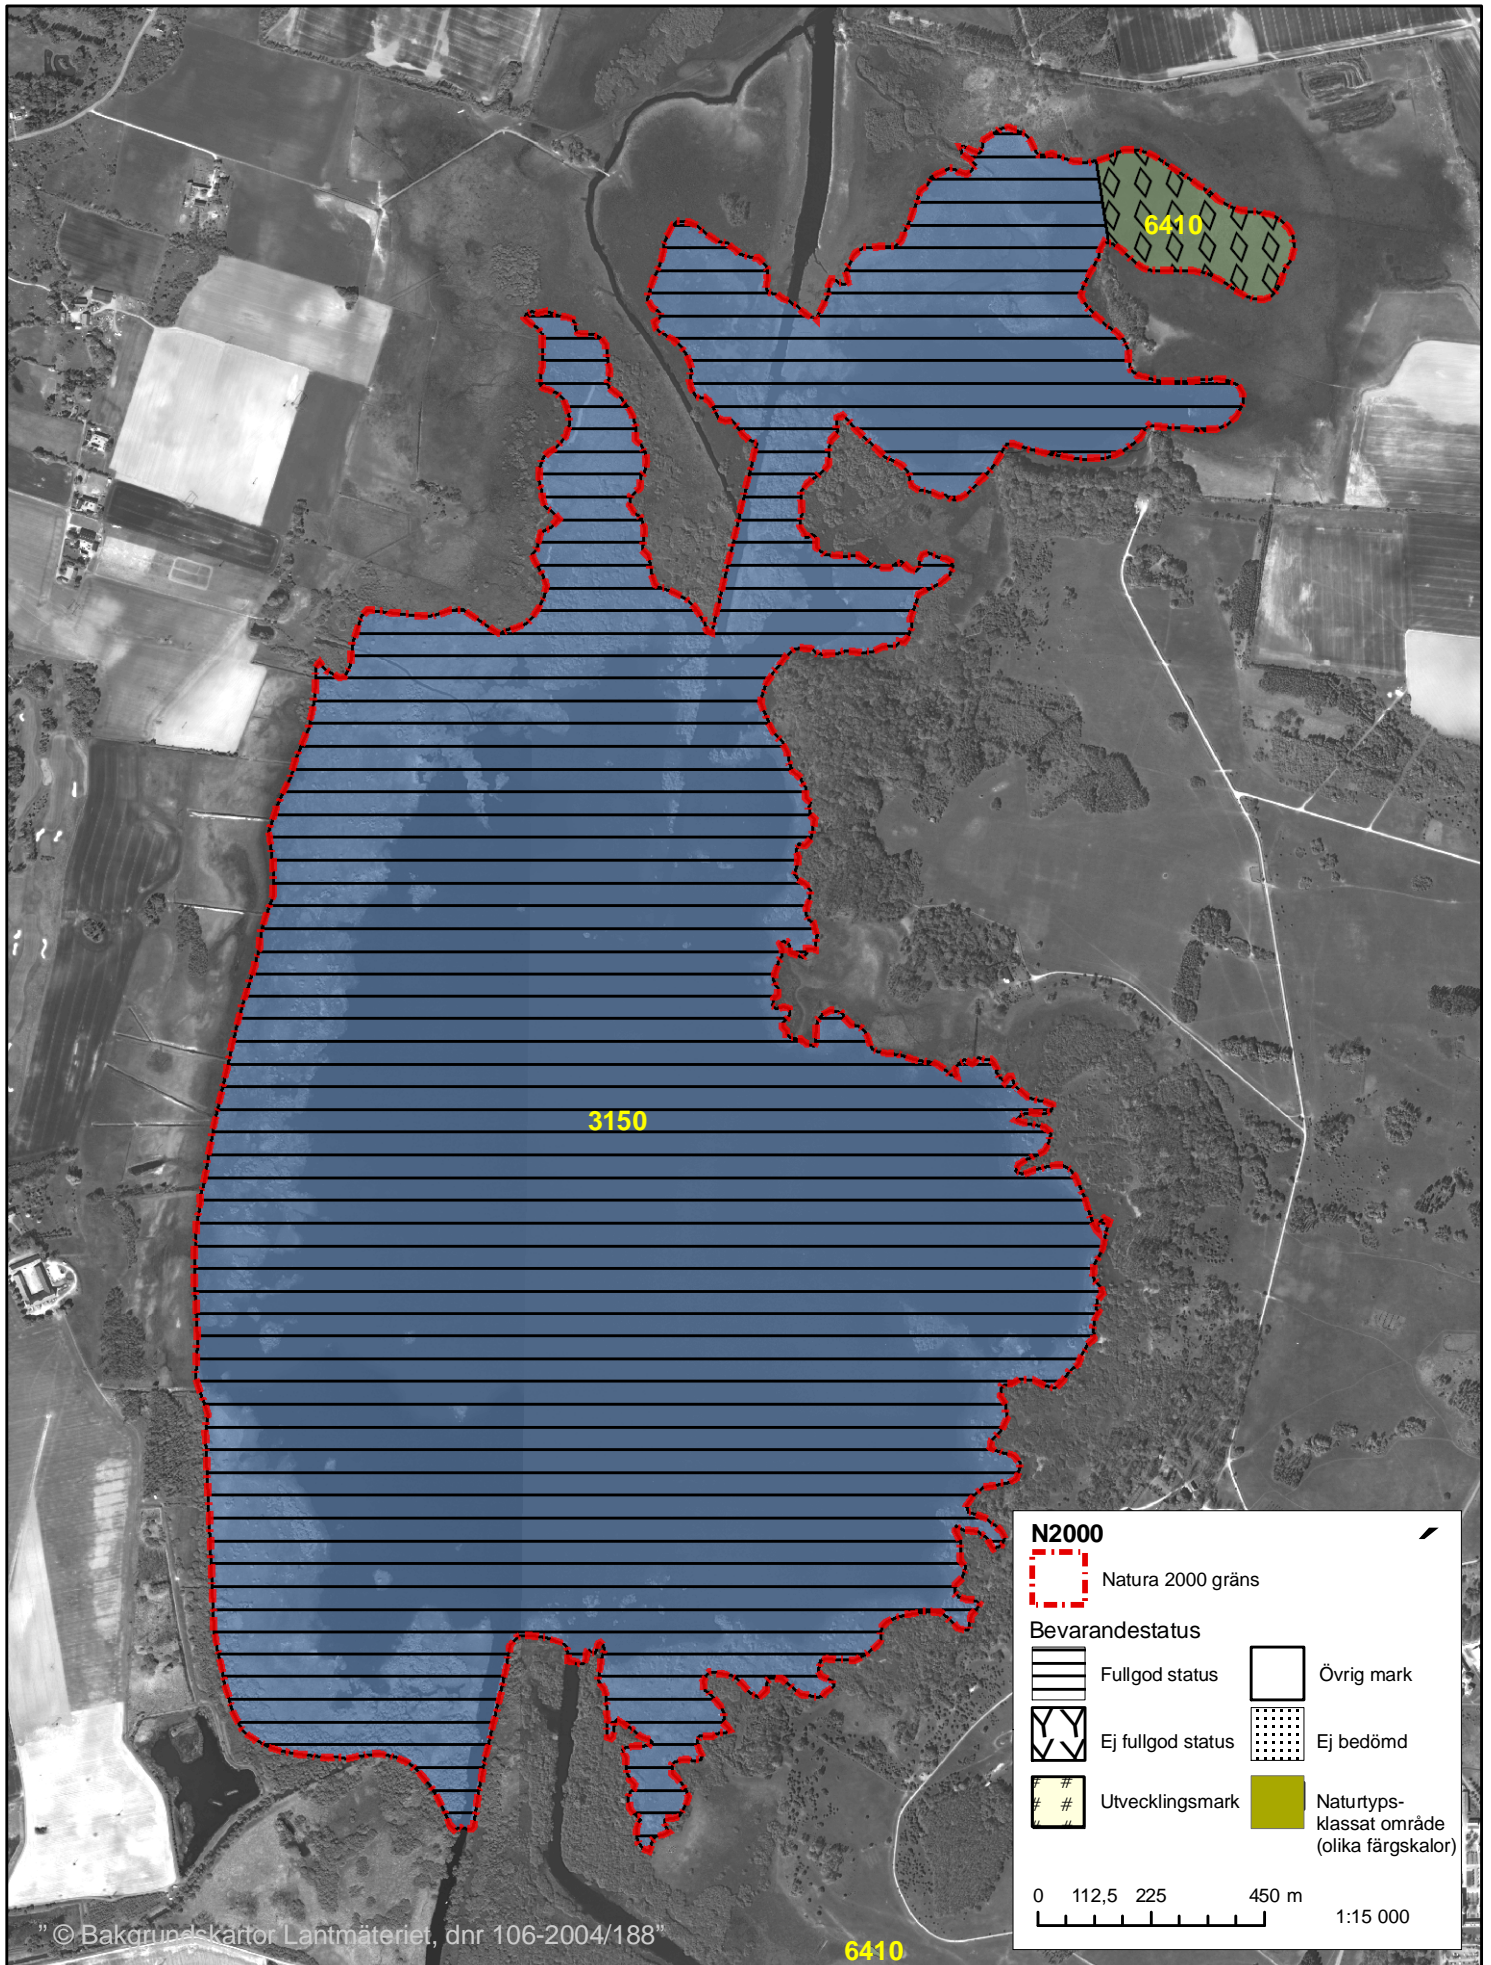 6410
3150
N2000
Natura 2000 gräns
Bevarandestatus
Fullgod status
Övrig mark
Ej fullgod status
Ej bedömd
Utvecklingsmark
Naturtyps-
klassat område
(olika färgskalor)
0 112,5 225 450 m
1:15 000
" © Bakgrundskartor Lantmäteriet, dnr 106-2004/188"
6410